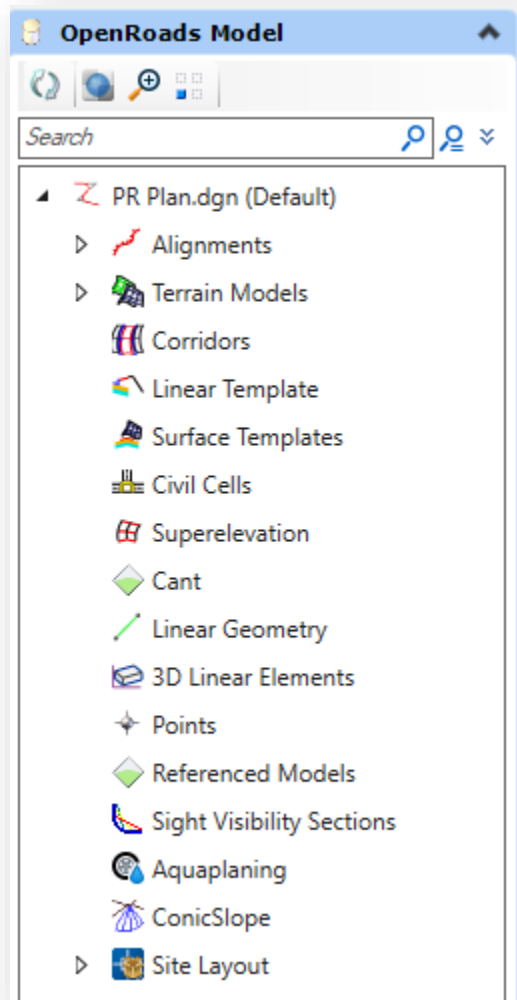 OpenRoads Model
Search
PR Plan.dgn (Default)
Alignments
Terrain Models
Corridors
Linear Template
Surface Templates
Civil Cells
Superelevation
Cant
Linear Geometry
3D Linear Elements
Points
Referenced Models
Sight Visibility Sections
Aquaplaning
ConicSlope
Site Layout